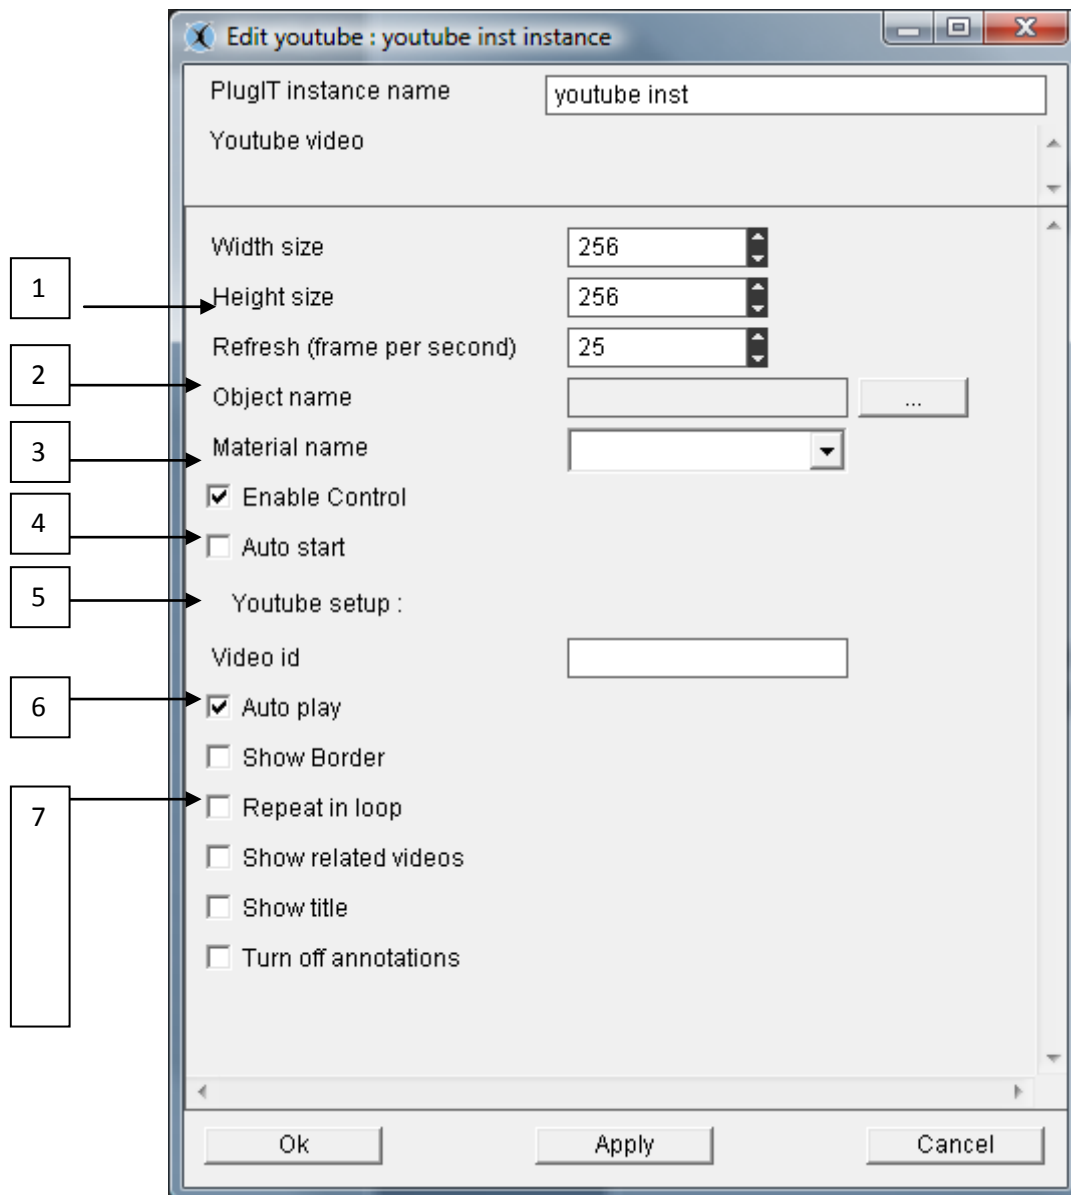 Edit youtube : youtube inst instance
PlugIT instance name youtube inst
Youtube video
Width size 256
1
Height size 256
Refresh (frame per second) 25
2
Object name ...
3
Material name
Enable Control
4
Auto start
5
Youtube setup :
Video id
6
Auto play
Show Border
7
Repeat in loop
Show related videos
Show title
Turn off annotations
Ok Apply Cancel